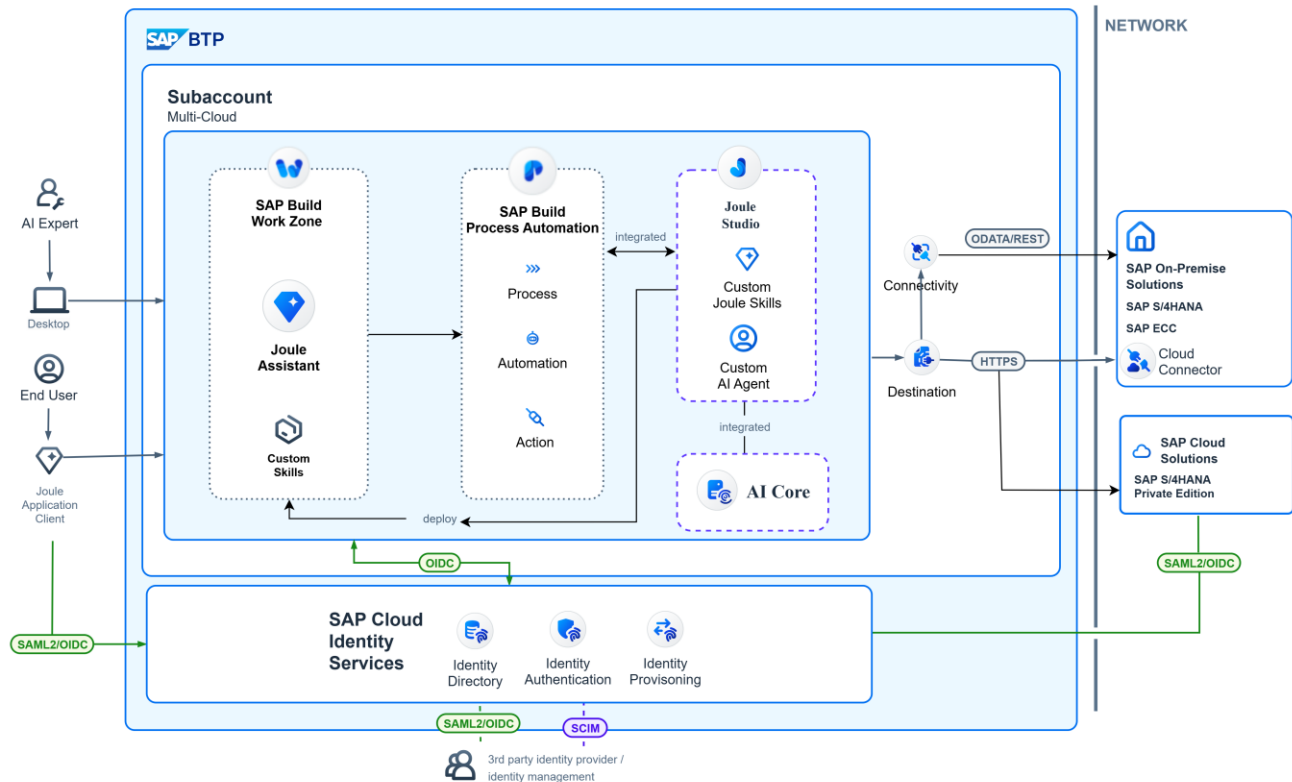 SAP BTP
NETWORK
Subaccount
Multi-Cloud
AI Expert
Desktop
End User
Joule
Application
Client
SAP Build
Work Zone
Joule
Assistant
Custom
Skills
SAP Build
Process Automation
Process
Automation
Action
integrated
Joule
Studio
Custom
Joule Skills
Custom
AI Agent
integrated
AI Core
deploy
Connectivity
Destination
ODATA/REST
HTTPS
SAP On-Premise
Solutions
SAP S/4HANA
SAP ECC
Cloud
Connector
SAP Cloud
Solutions
SAP S/4HANA
Private Edition
OIDC
SAML2/OIDC
SAML2/OIDC
SAP Cloud
Identity
Services
Identity
Directory
Identity
Authentication
Identity
Provisoning
SAML2/OIDC
SCIM
3rd party identity provider /
identity management